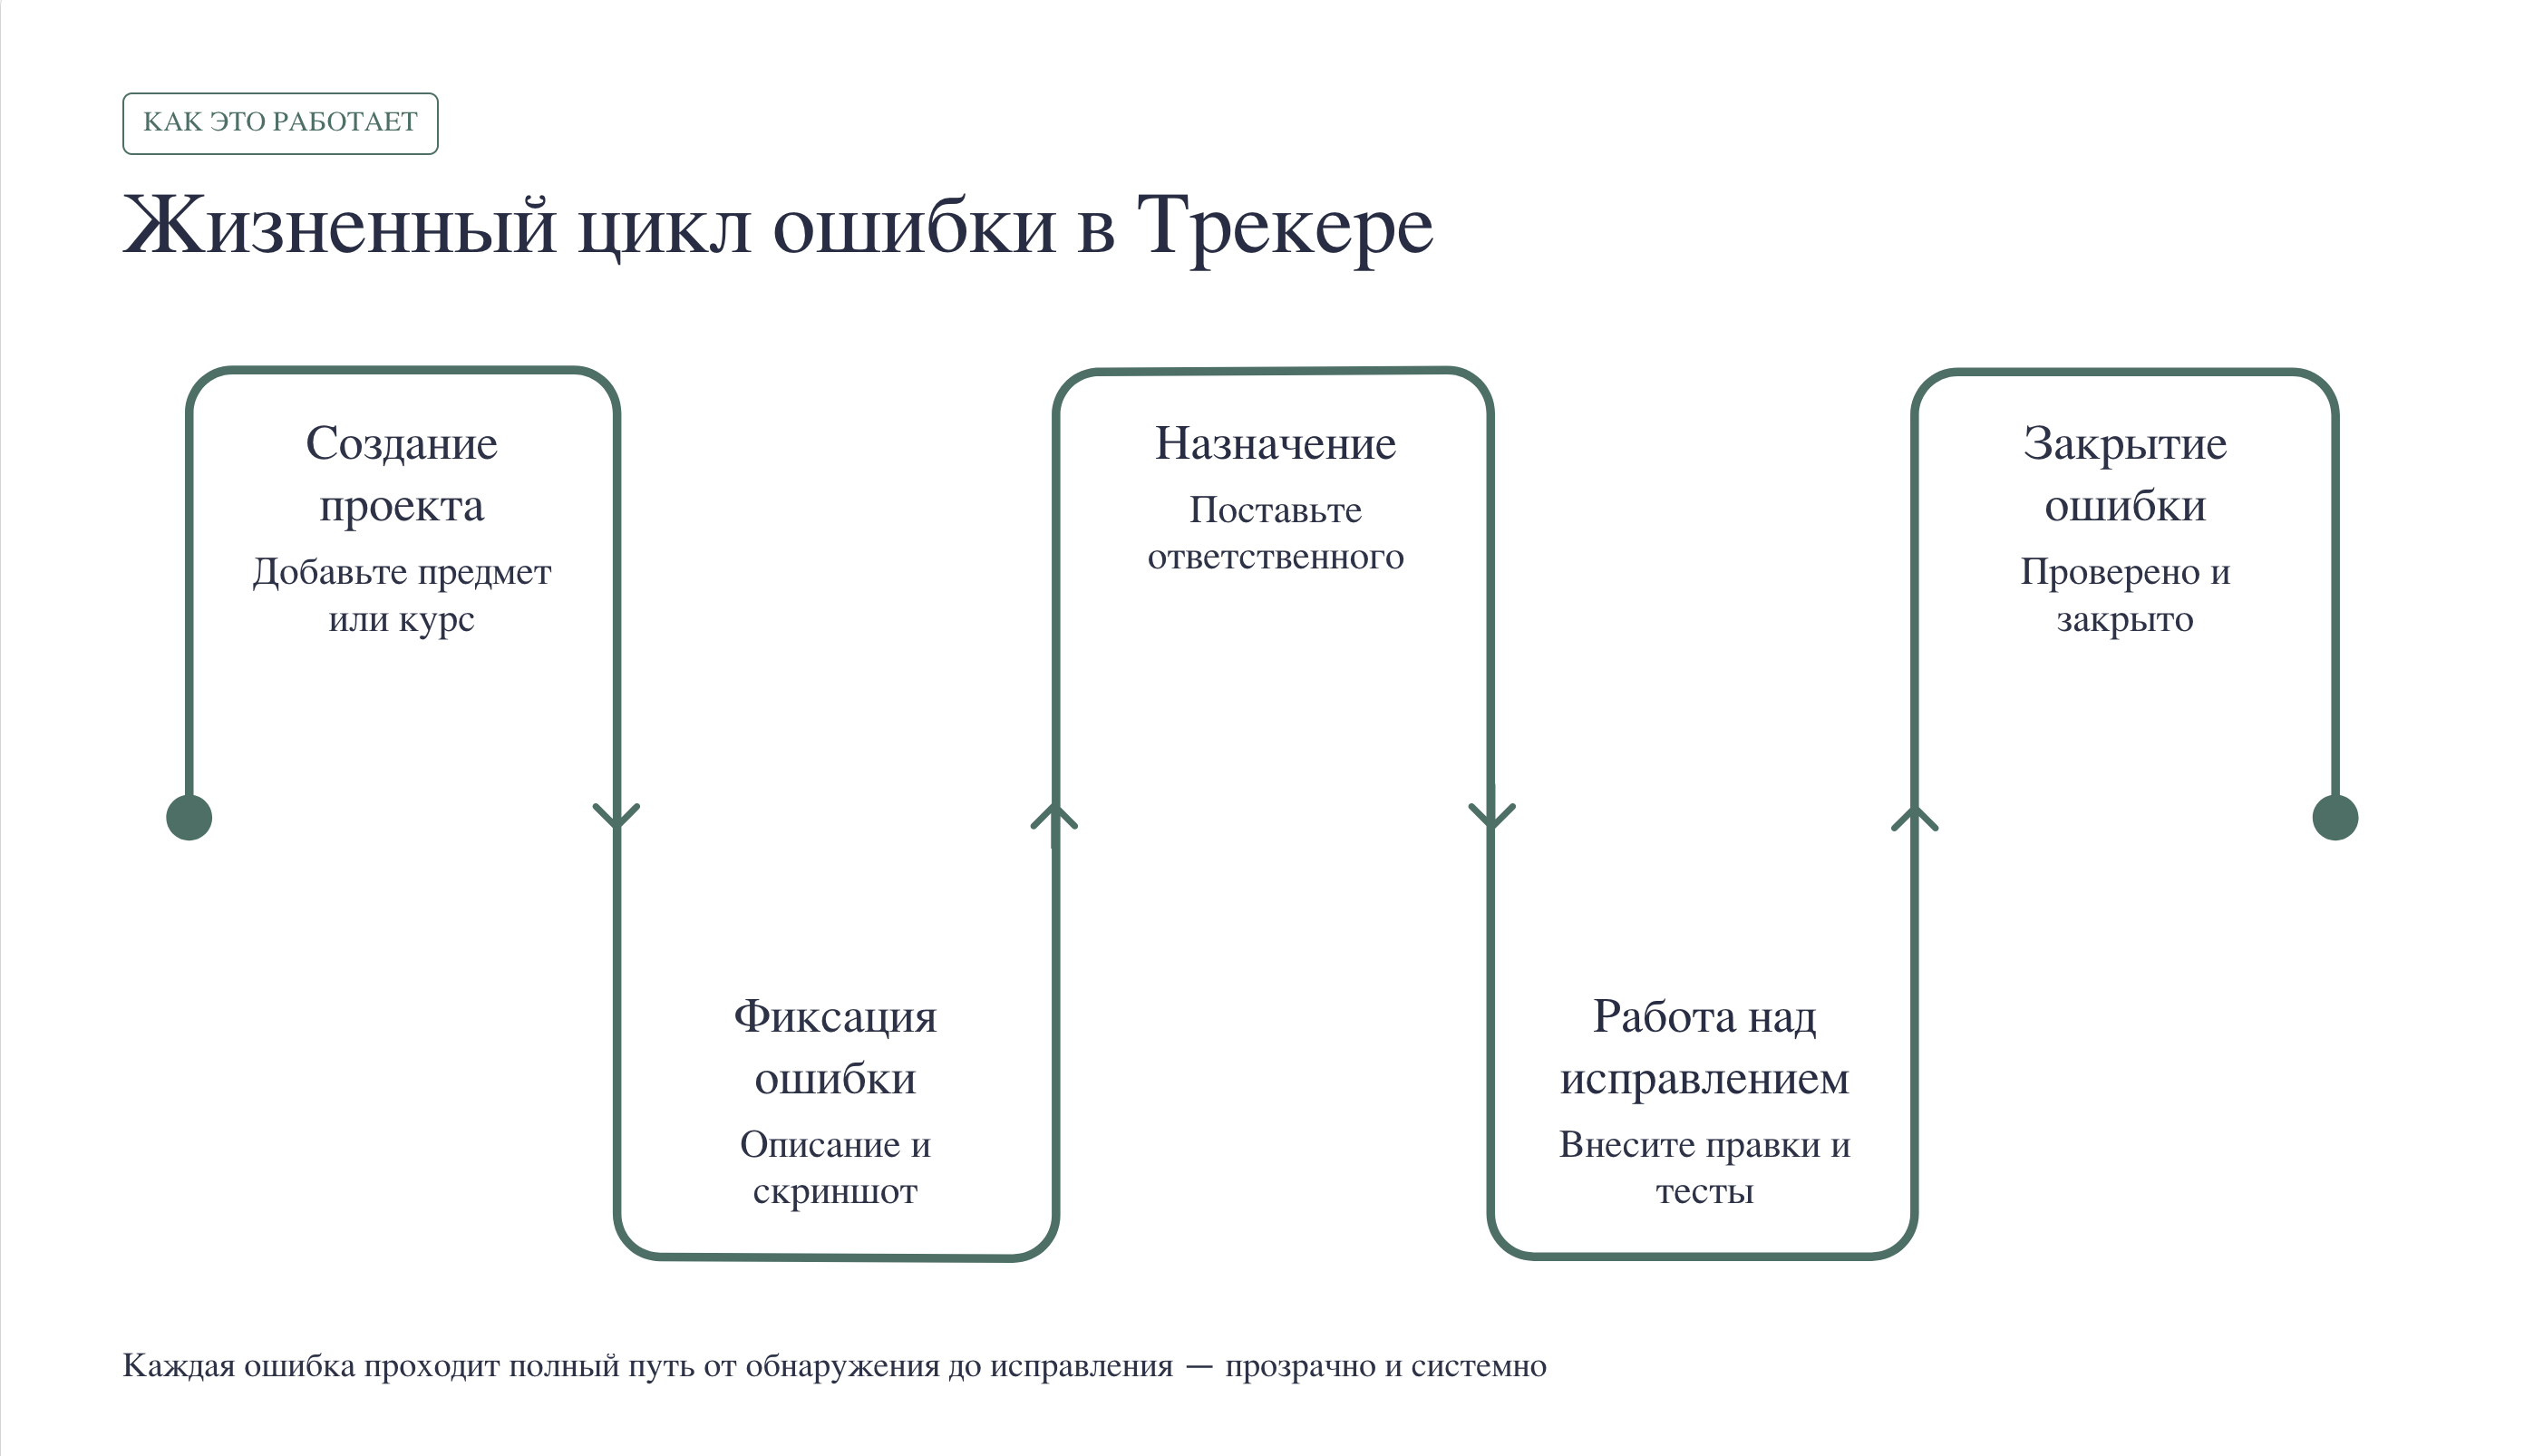 КАК ЭТО РАБОТАЕТ
Жизненный цикл ошибки в Трекере
Создание
проекта
Добавьте предмет
или курс
Фиксация
ошибки
Описание и
скриншот
Назначение
Поставьте
ответственного
Работа над
исправлением
Внесите правки и
тесты
Закрытие
ошибки
Проверено и
закрыто
Каждая ошибка проходит полный путь от обнаружения до исправления — прозрачно и системно